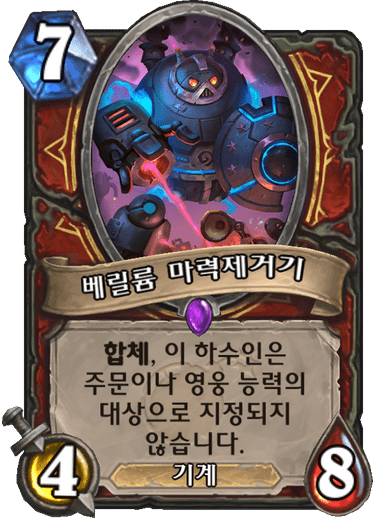 7
베릴륨 마력제거기
합체, 이 하수인은
주문이나 영웅 능력의
대상으로 지정되지
않습니다.
기계
4
8